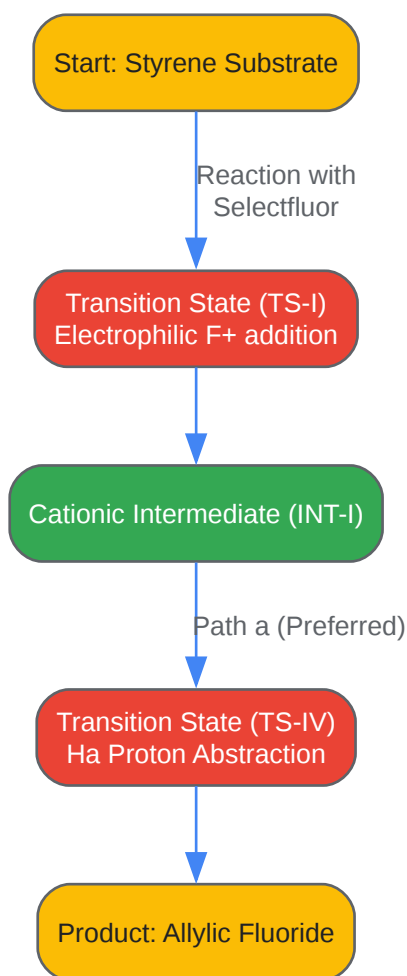 Start: Styrene Substrate
Reaction with
Selectfluor
Transition State (TS-I)
Electrophilic F+ addition
Cationic Intermediate (INT-I)
Path a (Preferred)
Transition State (TS-IV)
Ha Proton Abstraction
Product: Allylic Fluoride